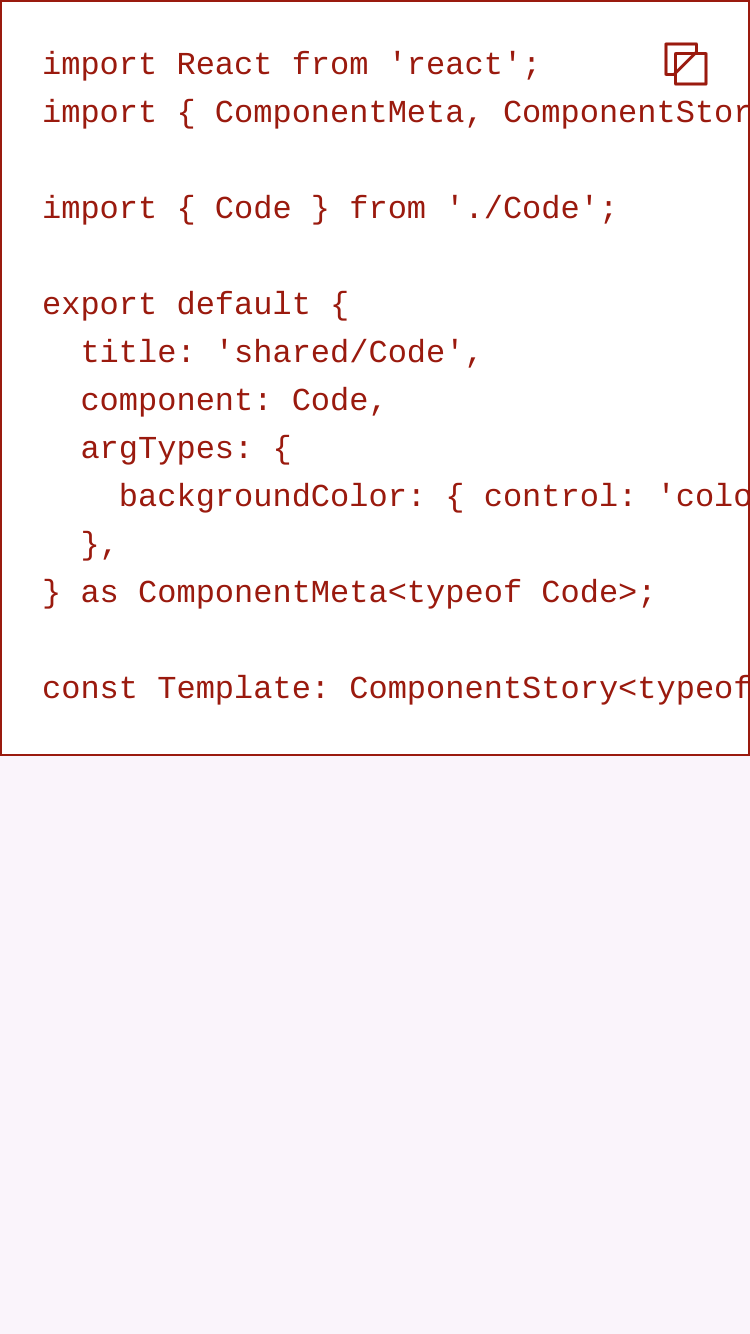 import React from 'react';
import { ComponentMeta, ComponentStor
import { Code } from './Code';
export default {
  title: 'shared/Code',
  component: Code,
  argTypes: {
    backgroundColor: { control: 'colo
  },
} as ComponentMeta<typeof Code>;
const Template: ComponentStory<typeof